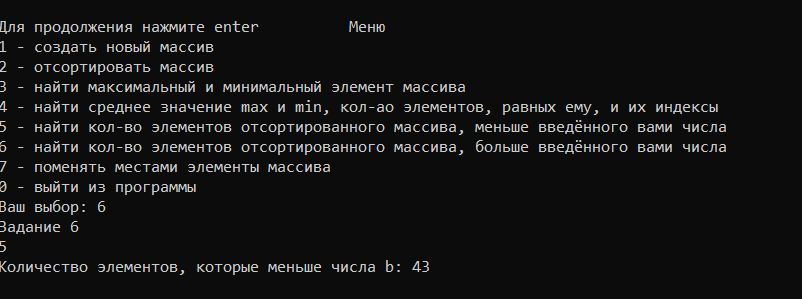 Для продолжения нажмите enter          Меню
1 - создать новый массив
2 - отсортировать массив
3 - найти максимальный и минимальный элемент массива
4 - найти среднее значение max и min, кол-ао элементов, равных ему, и их индексы
5 - найти кол-во элементов отсортированного массива, меньше введённого вами числа
6 - найти кол-во элементов отсортированного массива, больше введённого вами числа
7 - поменять местами элементы массива
0 - выйти из программы
Ваш выбор: 6
Задание 6
5
Количество элементов, которые меньше числа b: 43